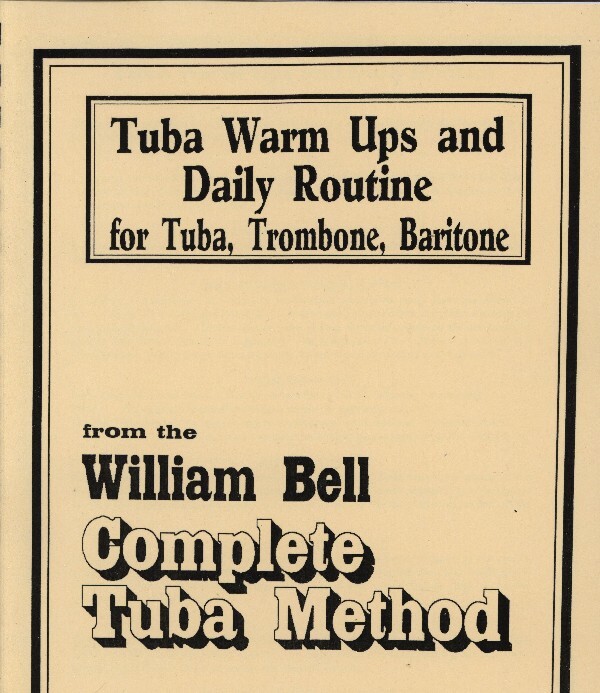 Tuba Warm Ups and
Daily Routine
for Tuba, Trombone, Baritone
from the
William Bell
Complete
Tuba Method